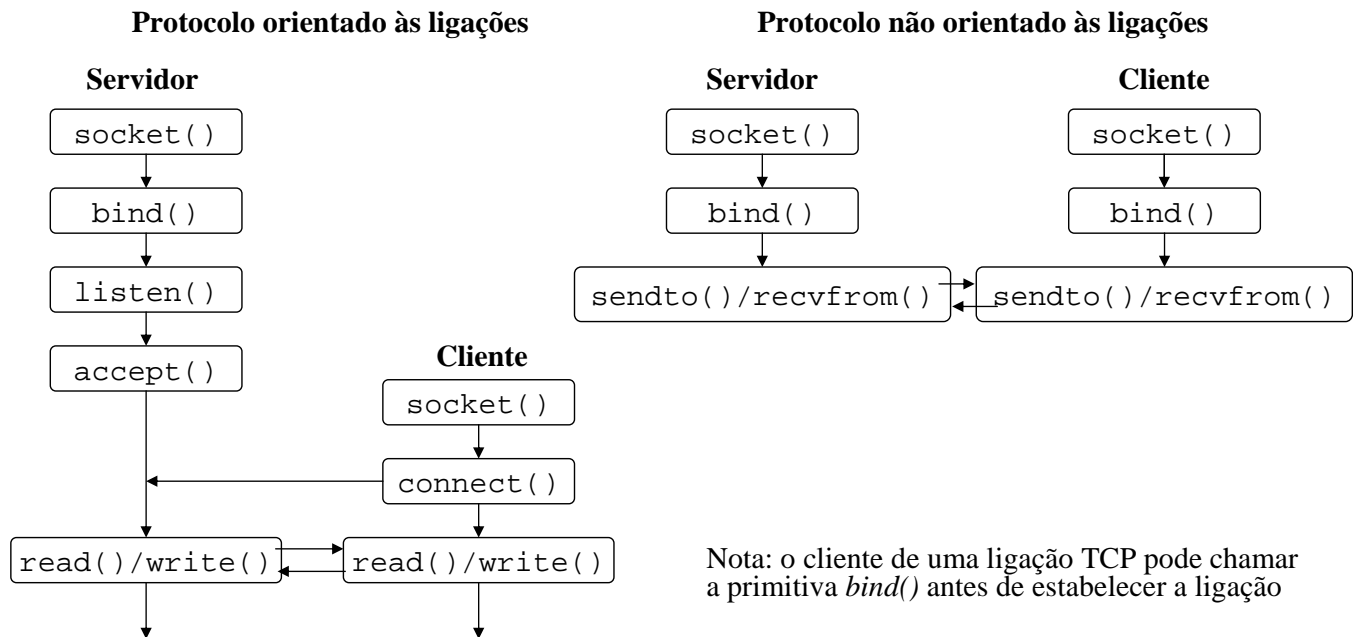 Protocolo orientado às ligações
Servidor
socket()
bind()
listen()
accept()
Cliente
socket()
connect()
read()/write()
read()/write()
Protocolo não orientado às ligações
Servidor
Cliente
socket()
socket()
bind()
bind()
sendto()/recvfrom()
sendto()/recvfrom()
Nota: o cliente de uma ligação TCP pode chamar
a primitiva bind() antes de estabelecer a ligação